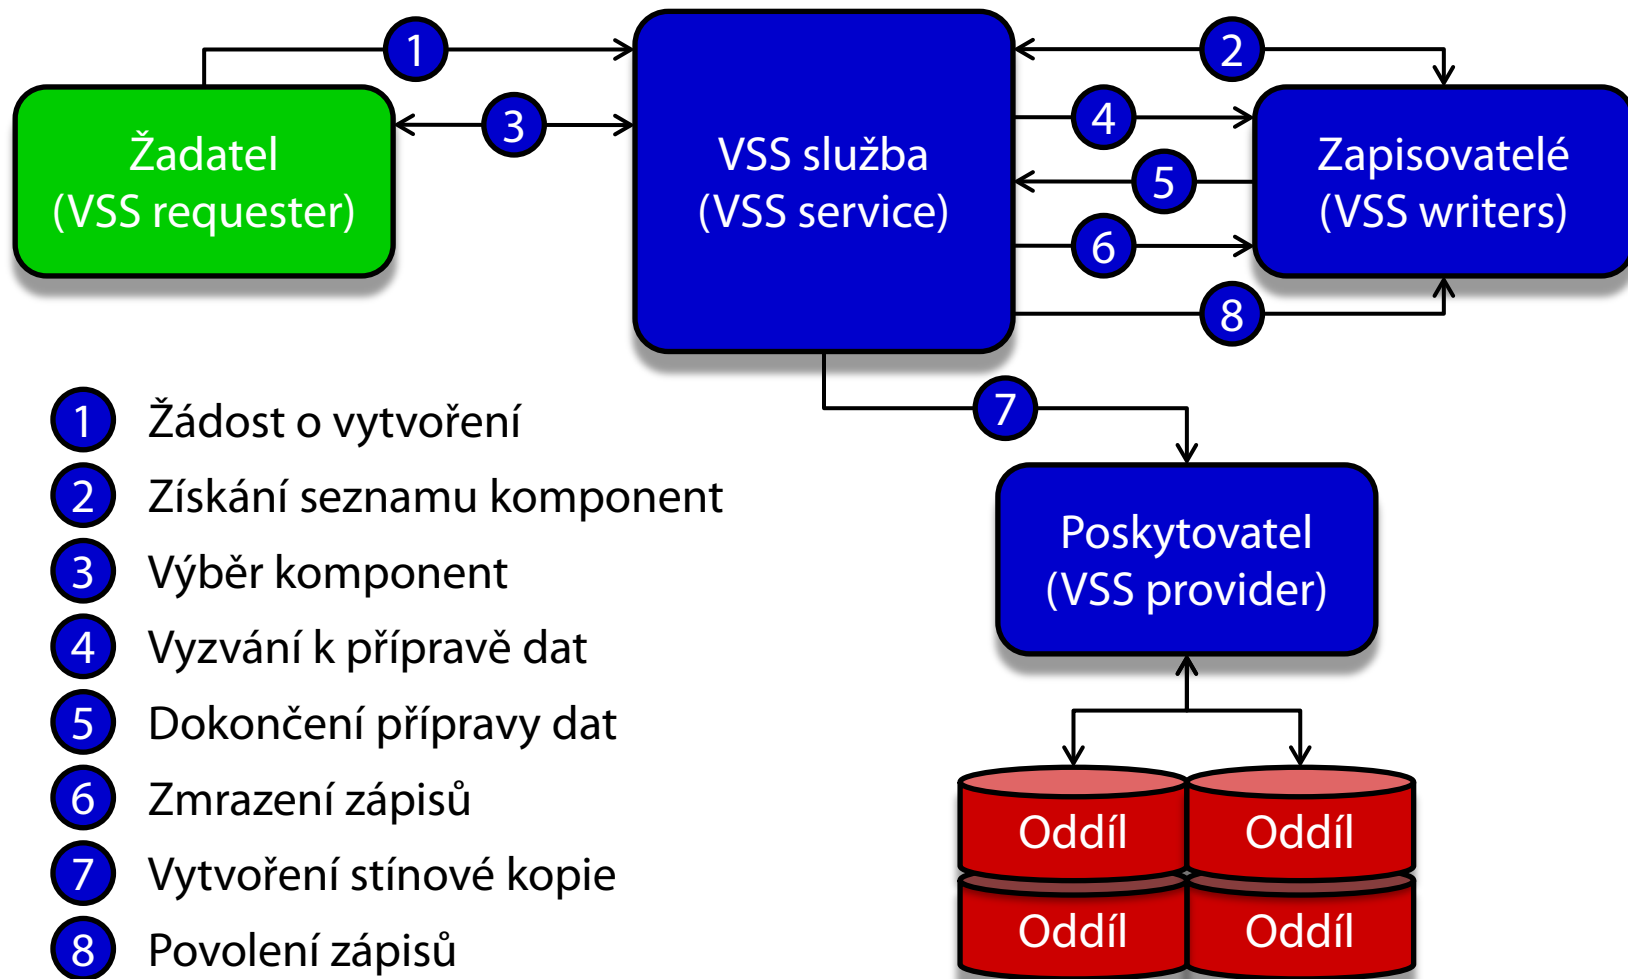 1
2
3
4
5
6
8
7
Žadatel
(VSS requester)
VSS služba
(VSS service)
Zapisovatelé
(VSS writers)
Poskytovatel
(VSS provider)
Oddíl
Oddíl
Oddíl
Oddíl
1 Žádost o vytvoření
2 Získání seznamu komponent
3 Výběr komponent
4 Vyzvání k přípravě dat
5 Dokončení přípravy dat
6 Zmrazení zápisů
7 Vytvoření stínové kopie
8 Povolení zápisů